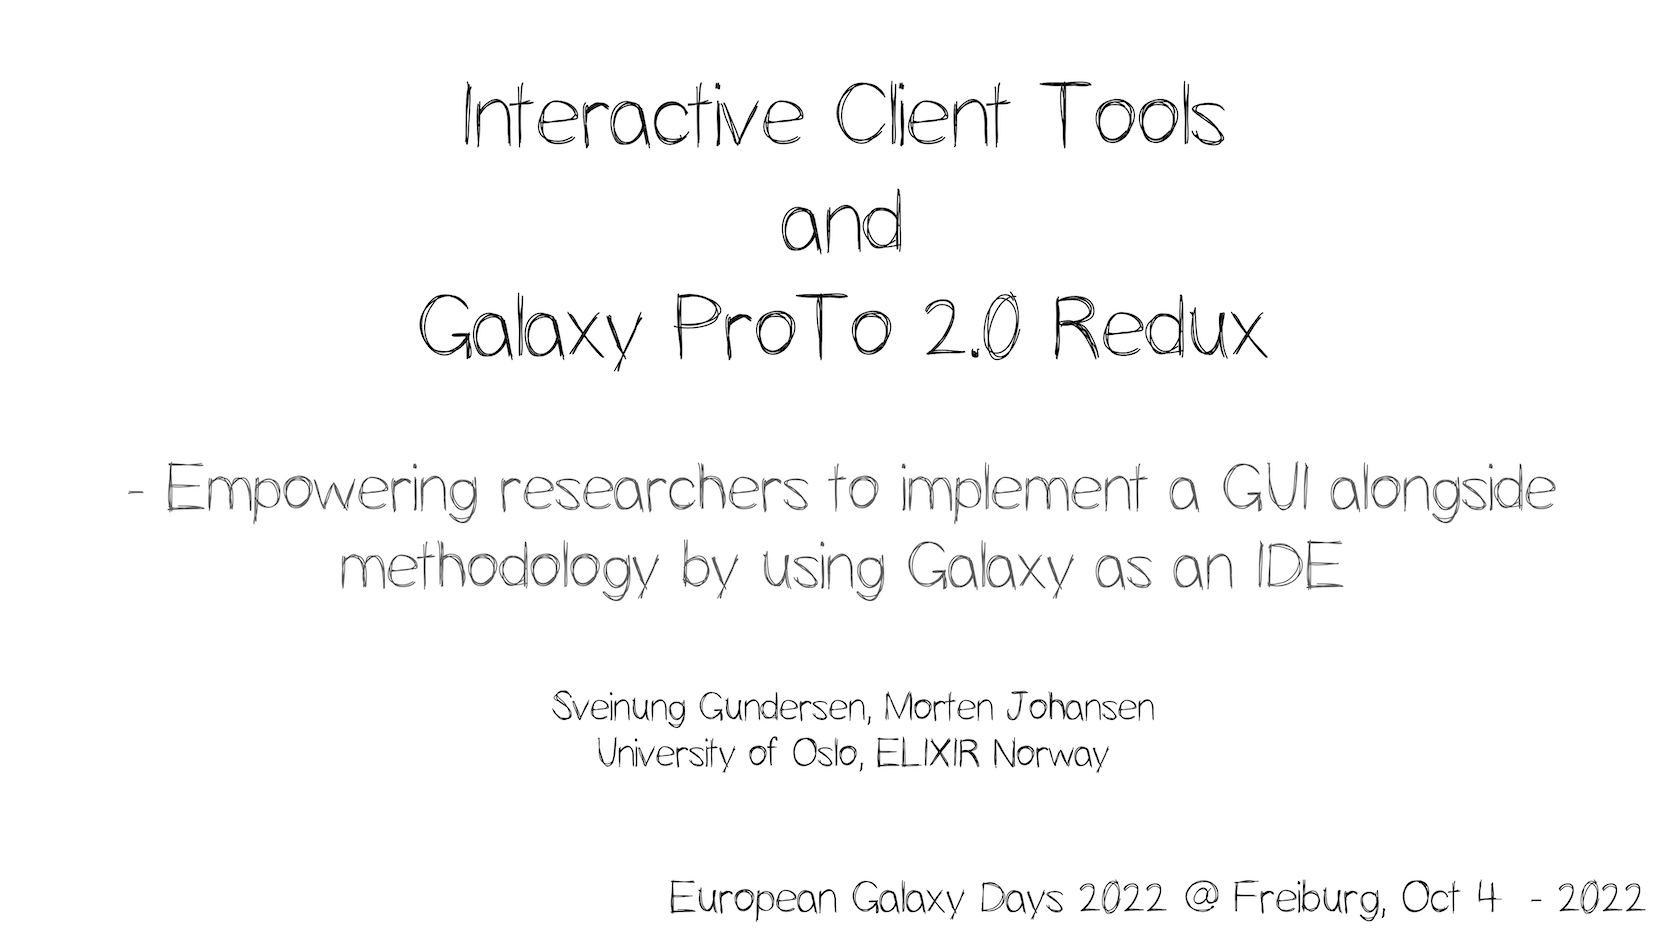 Interactive Client Tools
and
Galaxy ProTo 2.0 Redux
- Empowering researchers to implement a GUI alongside
methodology by using Galaxy as an IDE
Sveinung Gundersen, Morten Johansen
University of Oslo, ELIXIR Norway
European Galaxy Days 2022 @ Freiburg, Oct 4 - 2022